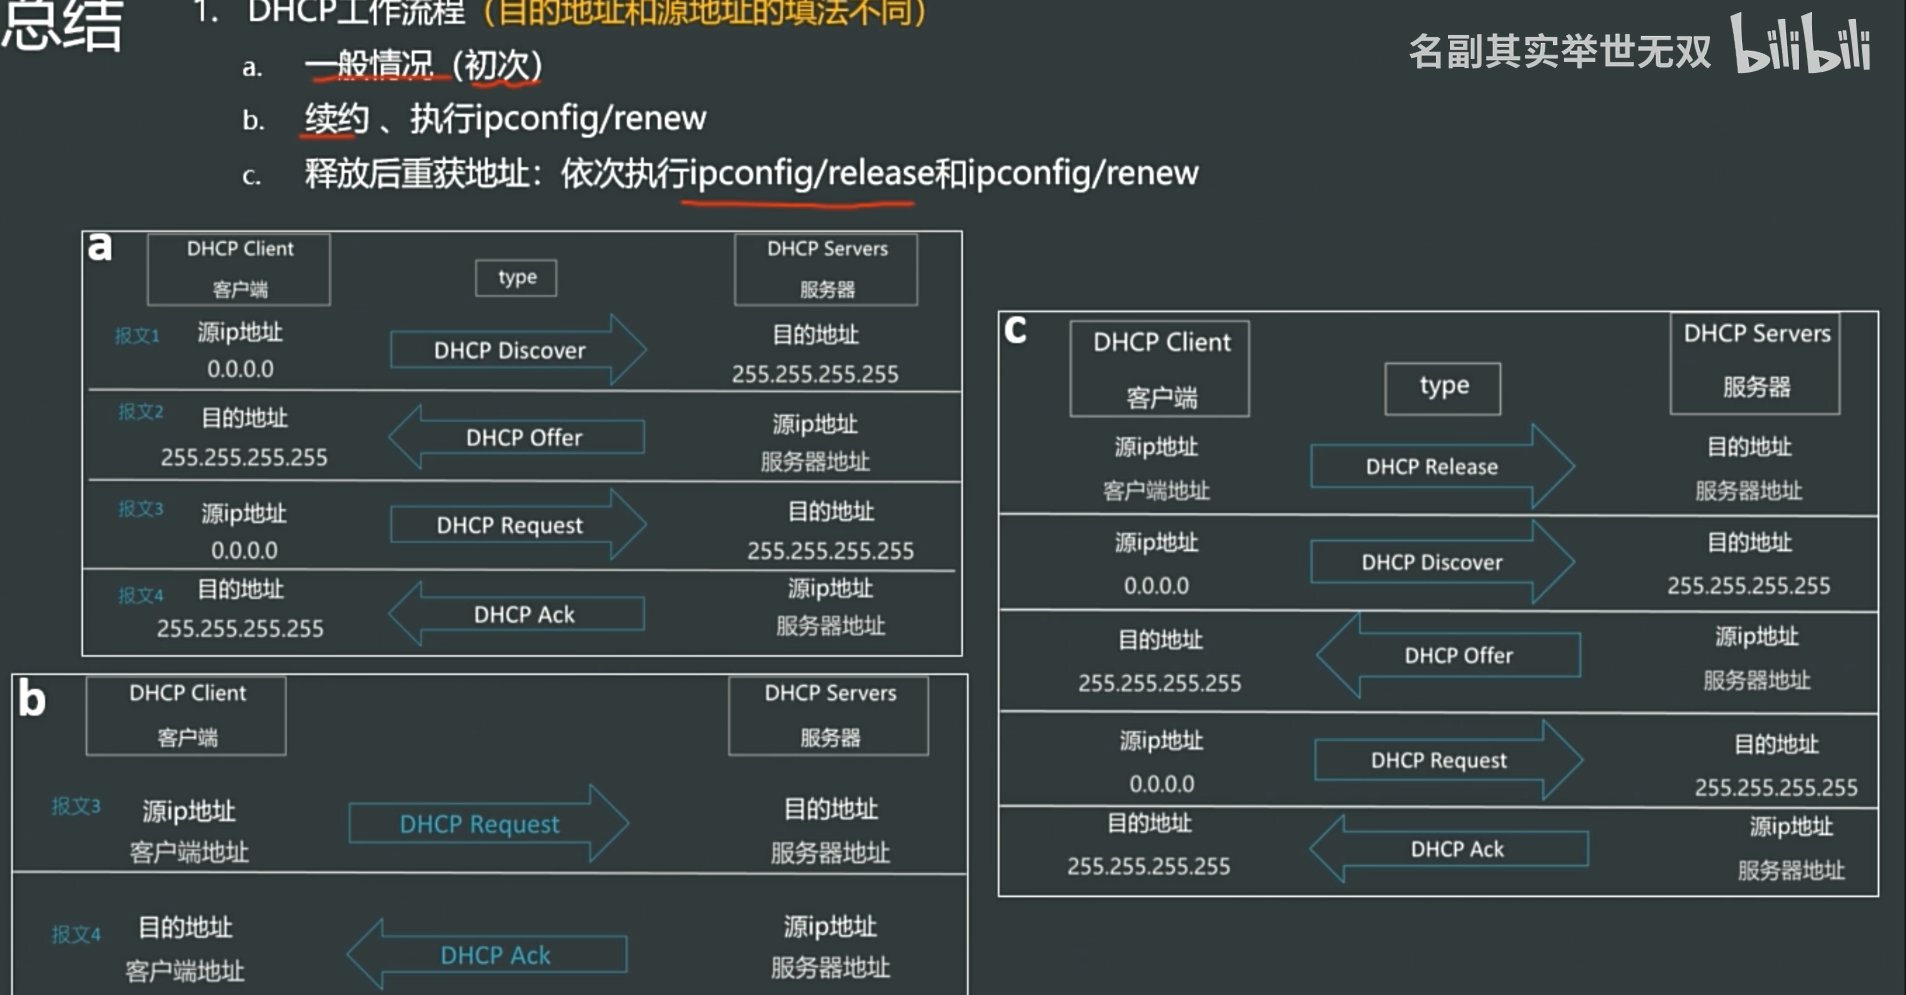 总结
1. DHCP工作流程（目的地址和源地址的填法不同）
a. 一般情况（初次）
b. 续约 、执行ipconfig/renew
c. 释放后重获地址：依次执行ipconfig/release和ipconfig/renew
名副其实举世无双 bilibili
a
DHCP Client
客户端
type
DHCP Servers
服务器
报文1
源ip地址
0.0.0.0
DHCP Discover
目的地址
255.255.255.255
报文2
目的地址
255.255.255.255
DHCP Offer
源ip地址
服务器地址
报文3
源ip地址
0.0.0.0
DHCP Request
目的地址
255.255.255.255
报文4
目的地址
255.255.255.255
DHCP Ack
源ip地址
服务器地址
b
DHCP Client
客户端
DHCP Servers
服务器
报文3
源ip地址
客户端地址
DHCP Request
目的地址
服务器地址
报文4
目的地址
客户端地址
DHCP Ack
源ip地址
服务器地址
c
DHCP Client
客户端
type
DHCP Servers
服务器
源ip地址
客户端地址
DHCP Release
目的地址
服务器地址
源ip地址
0.0.0.0
DHCP Discover
目的地址
255.255.255.255
目的地址
255.255.255.255
DHCP Offer
源ip地址
服务器地址
源ip地址
0.0.0.0
DHCP Request
目的地址
255.255.255.255
目的地址
255.255.255.255
DHCP Ack
源ip地址
服务器地址